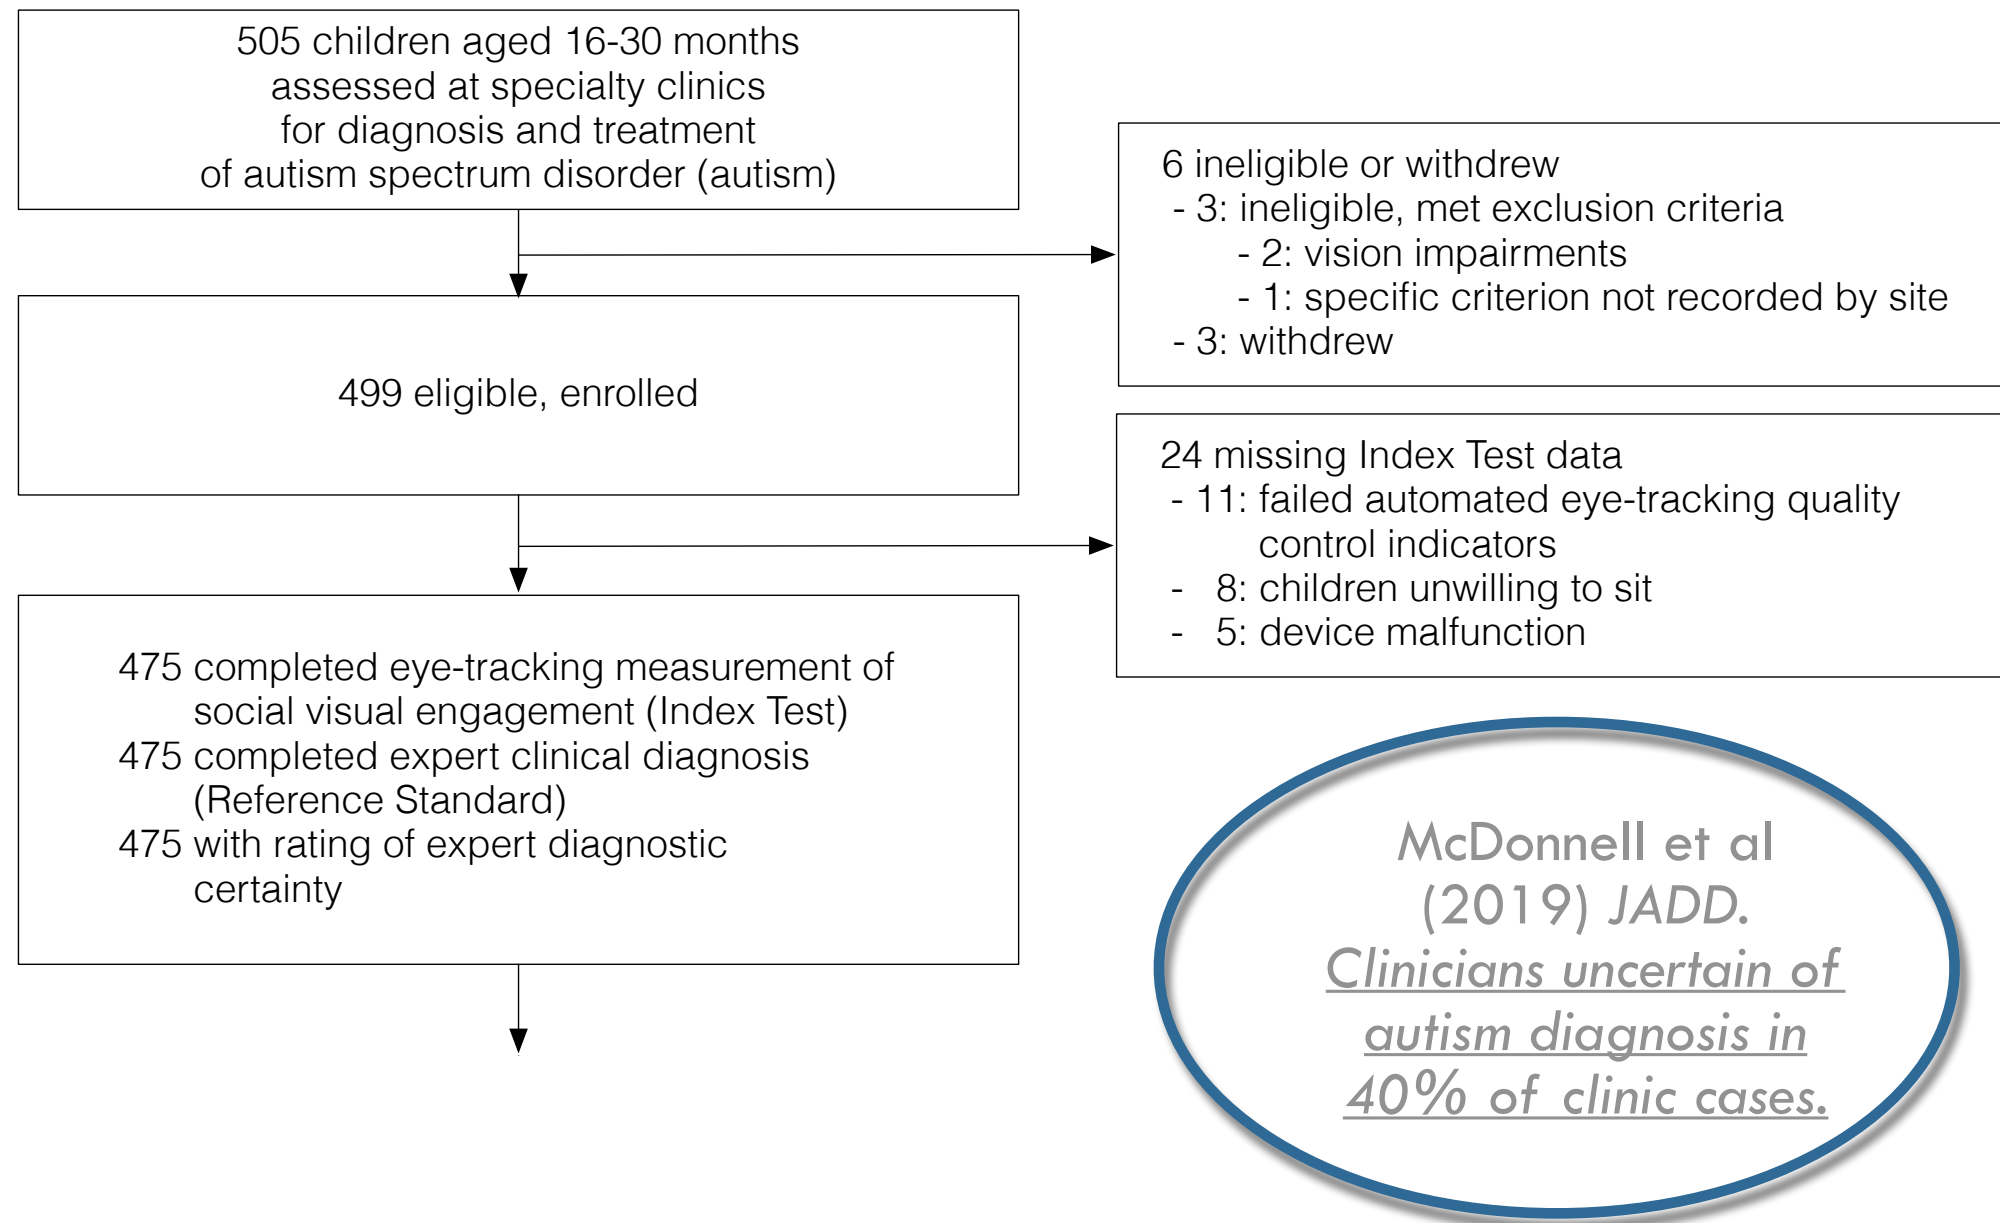 505 children aged 16-30 months
assessed at specialty clinics
for diagnosis and treatment
of autism spectrum disorder (autism)
6 ineligible or withdrew
- 3: ineligible, met exclusion criteria
- 2: vision impairments
- 1: specific criterion not recorded by site
- 3: withdrew
499 eligible, enrolled
24 missing Index Test data
- 11: failed automated eye-tracking quality
control indicators
- 8: children unwilling to sit
- 5: device malfunction
475 completed eye-tracking measurement of
social visual engagement (Index Test)
475 completed expert clinical diagnosis
(Reference Standard)
475 with rating of expert diagnostic
certainty
McDonnell et al
(2019) JADD.
Clinicians uncertain of
autism diagnosis in
40% of clinic cases.